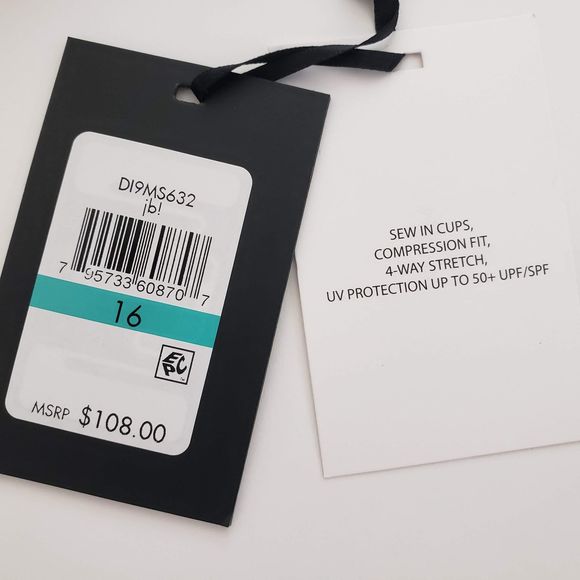 DI9MS632
jb!
7 95733 60870 7
16
EPC
MSRP $108.00
SEW IN CUPS,
COMPRESSION FIT,
4-WAY STRETCH,
UV PROTECTION UP TO 50+ UPF/SPF